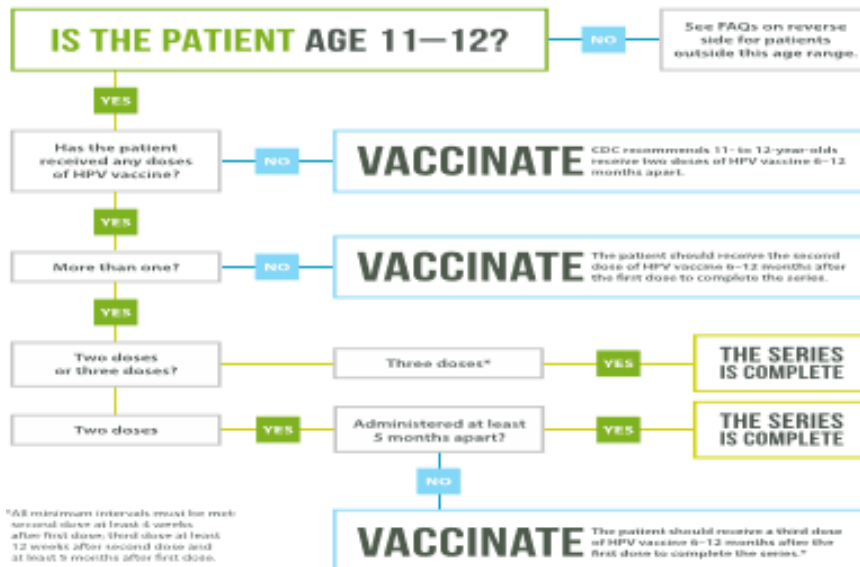 IS THE PATIENT AGE 11–12?
NO
See FAQs on reverse
side for patients
outside this age range.
YES
Has the patient
received any doses
of HPV vaccine?
NO
VACCINATE
CDC recommends 11- to 12-year-olds
receive two doses of HPV vaccine 6–12
months apart.
YES
More than one?
NO
VACCINATE
The patient should receive the second
dose of HPV vaccine 6–12 months after
the first dose to complete the series.
YES
Two doses
or three doses?
Three doses*
YES
THE SERIES
IS COMPLETE
Two doses
YES
Administered at least
5 months apart?
YES
THE SERIES
IS COMPLETE
NO
*All minimum intervals must be met:
second dose at least 4 weeks
after first dose; third dose at least
12 weeks after second dose and
at least 5 months after first dose.
VACCINATE
The patient should receive a third dose
of HPV vaccine 6–12 months after the
first dose to complete the series.*